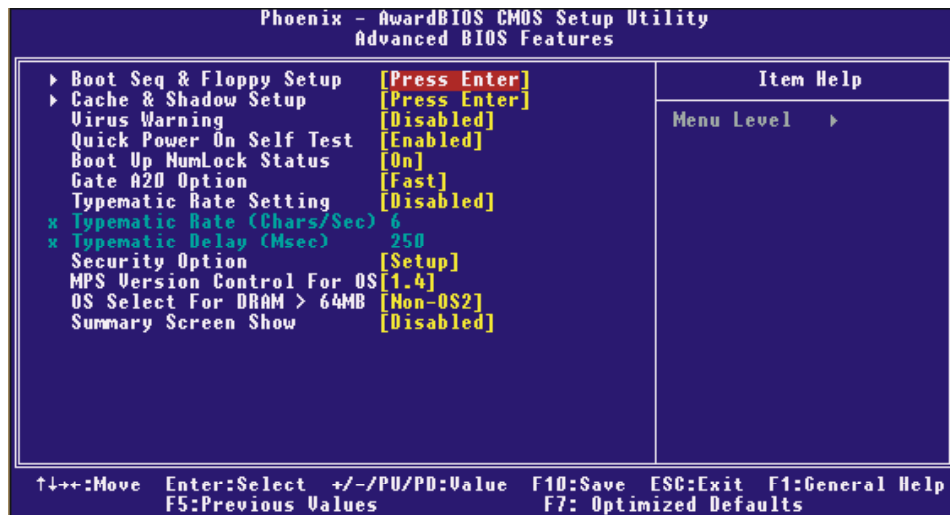 Phoenix - AwardBIOS CMOS Setup Utility
Advanced BIOS Features
Boot Seq & Floppy Setup [Press Enter]
Cache & Shadow Setup [Press Enter]
Virus Warning [Disabled]
Quick Power On Self Test [Enabled]
Boot Up NumLock Status [On]
Gate A20 Option [Fast]
Typematic Rate Setting [Disabled]
x Typematic Rate (Chars/Sec) 6
x Typematic Delay (Msec) 250
Security Option [Setup]
MPS Version Control For OS[1.4]
OS Select For DRAM > 64MB [Non-OS2]
Summary Screen Show [Disabled]
Item Help
Menu Level
↑↓→←:Move Enter:Select +/-/PU/PD:Value F10:Save ESC:Exit F1:General Help
F5:Previous Values F7: Optimized Defaults